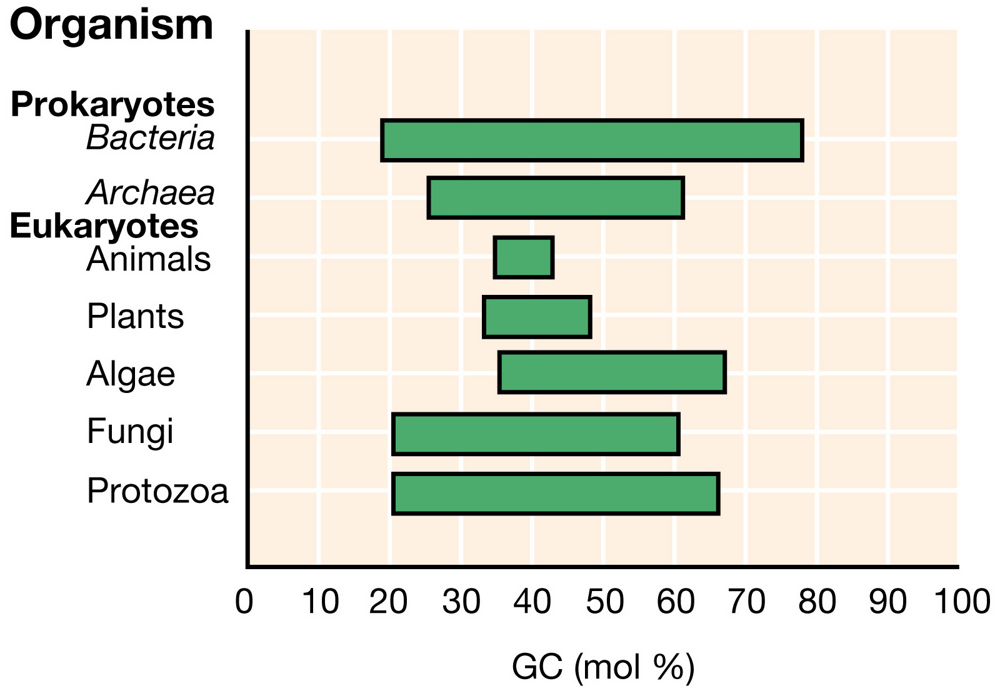 Organism
Prokaryotes
Bacteria
Archaea
Eukaryotes
Animals
Plants
Algae
Fungi
Protozoa
0 10 20 30 40 50 60 70 80 90 100
GC (mol %)